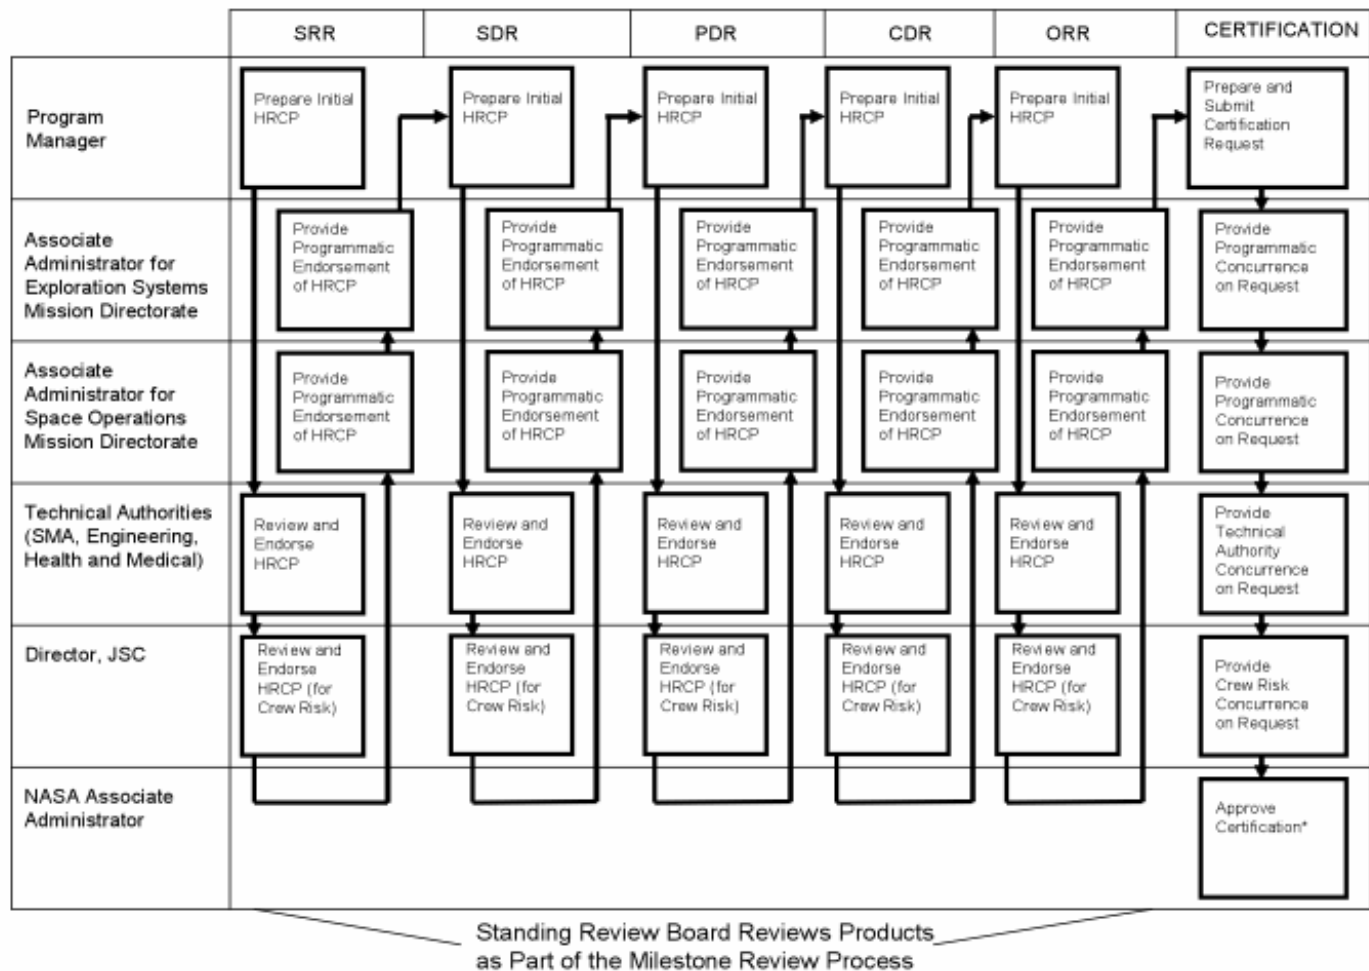 SRR SDR PDR CDR ORR CERTIFICATION
Program
Manager
Prepare Initial
HRCP
Prepare Initial
HRCP
Prepare Initial
HRCP
Prepare Initial
HRCP
Prepare Initial
HRCP
Prepare and
Submit
Certification
Request
Associate
Administrator for
Exploration Systems
Mission Directorate
Provide
Programmatic
Endorsement
of HRCP
Provide
Programmatic
Endorsement
of HRCP
Provide
Programmatic
Endorsement
of HRCP
Provide
Programmatic
Endorsement
of HRCP
Provide
Programmatic
Endorsement
of HRCP
Provide
Programmatic
Concurrence
on Request
Associate
Administrator for
Space Operations
Mission Directorate
Provide
Programmatic
Endorsement
of HRCP
Provide
Programmatic
Endorsement
of HRCP
Provide
Programmatic
Endorsement
of HRCP
Provide
Programmatic
Endorsement
of HRCP
Provide
Programmatic
Endorsement
of HRCP
Provide
Programmatic
Concurrence
on Request
Technical Authorities
(SMA, Engineering,
Health and Medical)
Review and
Endorse
HRCP
Review and
Endorse
HRCP
Review and
Endorse
HRCP
Review and
Endorse
HRCP
Review and
Endorse
HRCP
Provide
Technical
Authority
Concurrence
on Request
Director, JSC
Review and
Endorse
HRCP (for
Crew Risk)
Review and
Endorse
HRCP (for
Crew Risk)
Review and
Endorse
HRCP (for
Crew Risk)
Review and
Endorse
HRCP (for
Crew Risk)
Review and
Endorse
HRCP (for
Crew Risk)
Provide
Crew Risk
Concurrence
on Request
NASA Associate
Administrator
Approve
Certification*
Standing Review Board Reviews Products
as Part of the Milestone Review Process